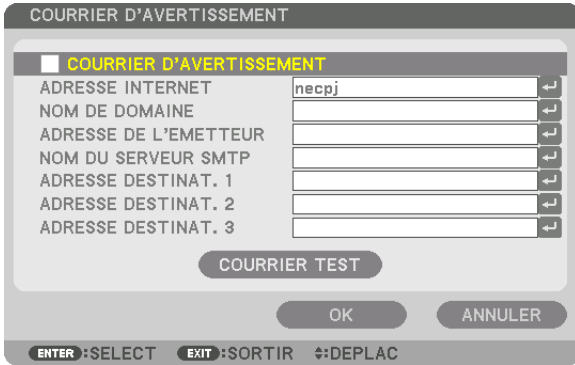 COURRIER D'AVERTISSEMENT
COURRIER D'AVERTISSEMENT
ADRESSE INTERNET necpj
NOM DE DOMAINE
ADRESSE DE L'EMETTEUR
NOM DU SERVEUR SMTP
ADRESSE DESTINAT. 1
ADRESSE DESTINAT. 2
ADRESSE DESTINAT. 3
COURRIER TEST
OK ANNULER
ENTER :SELECT EXIT :SORTIR :DEPLAC